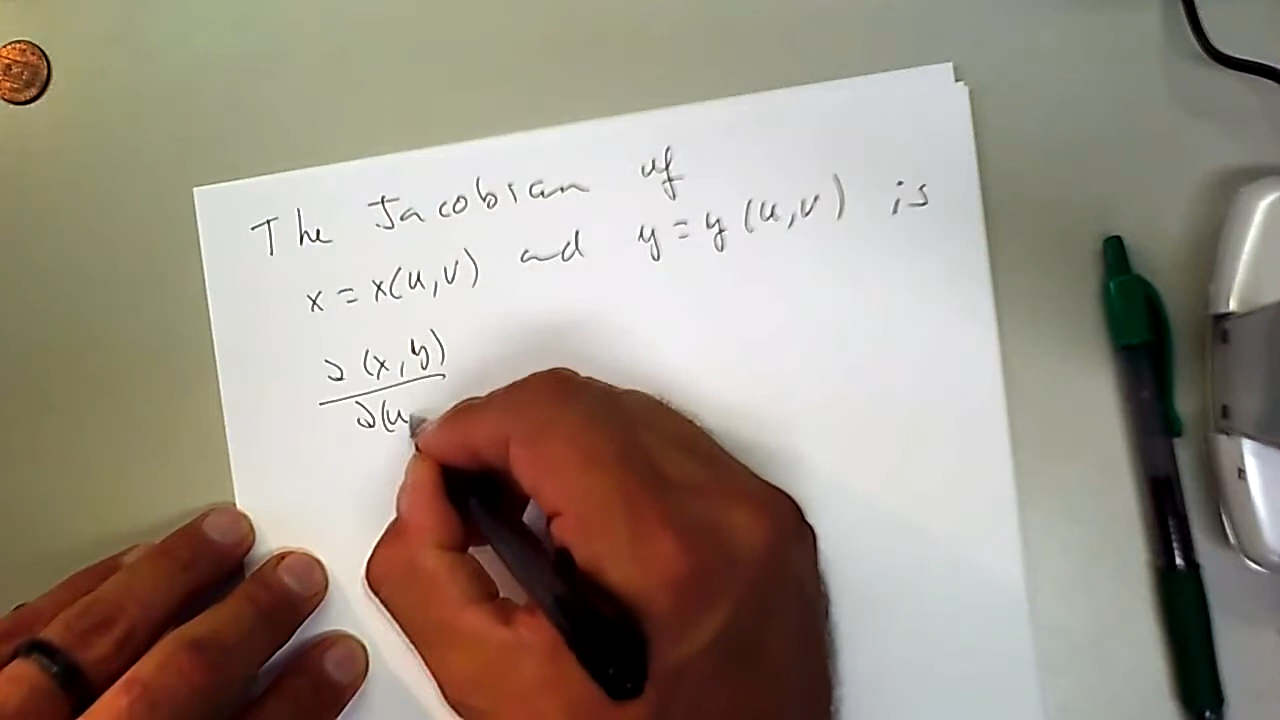 The Jacobian of
x = x(u,v) and y = y(u,v) is
∂(x,y)
∂(u